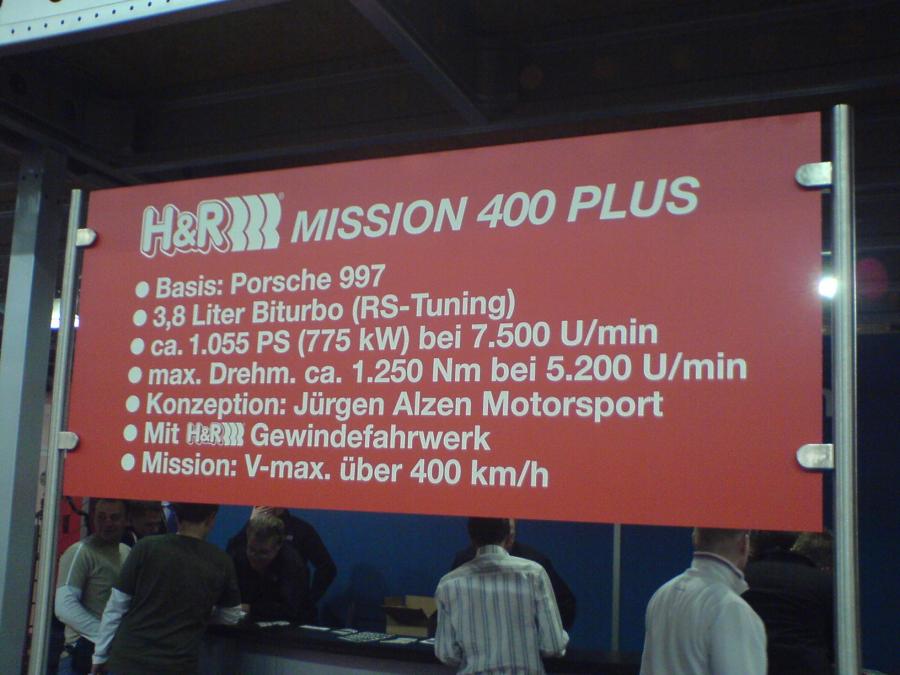 H&R® MISSION 400 PLUS
● Basis: Porsche 997
● 3,8 Liter Biturbo (RS-Tuning)
● ca. 1.055 PS (775 kW) bei 7.500 U/min
● max. Drehm. ca. 1.250 Nm bei 5.200 U/min
● Konzeption: Jürgen Alzen Motorsport
● Mit H&R Gewindefahrwerk
● Mission: V-max. über 400 km/h